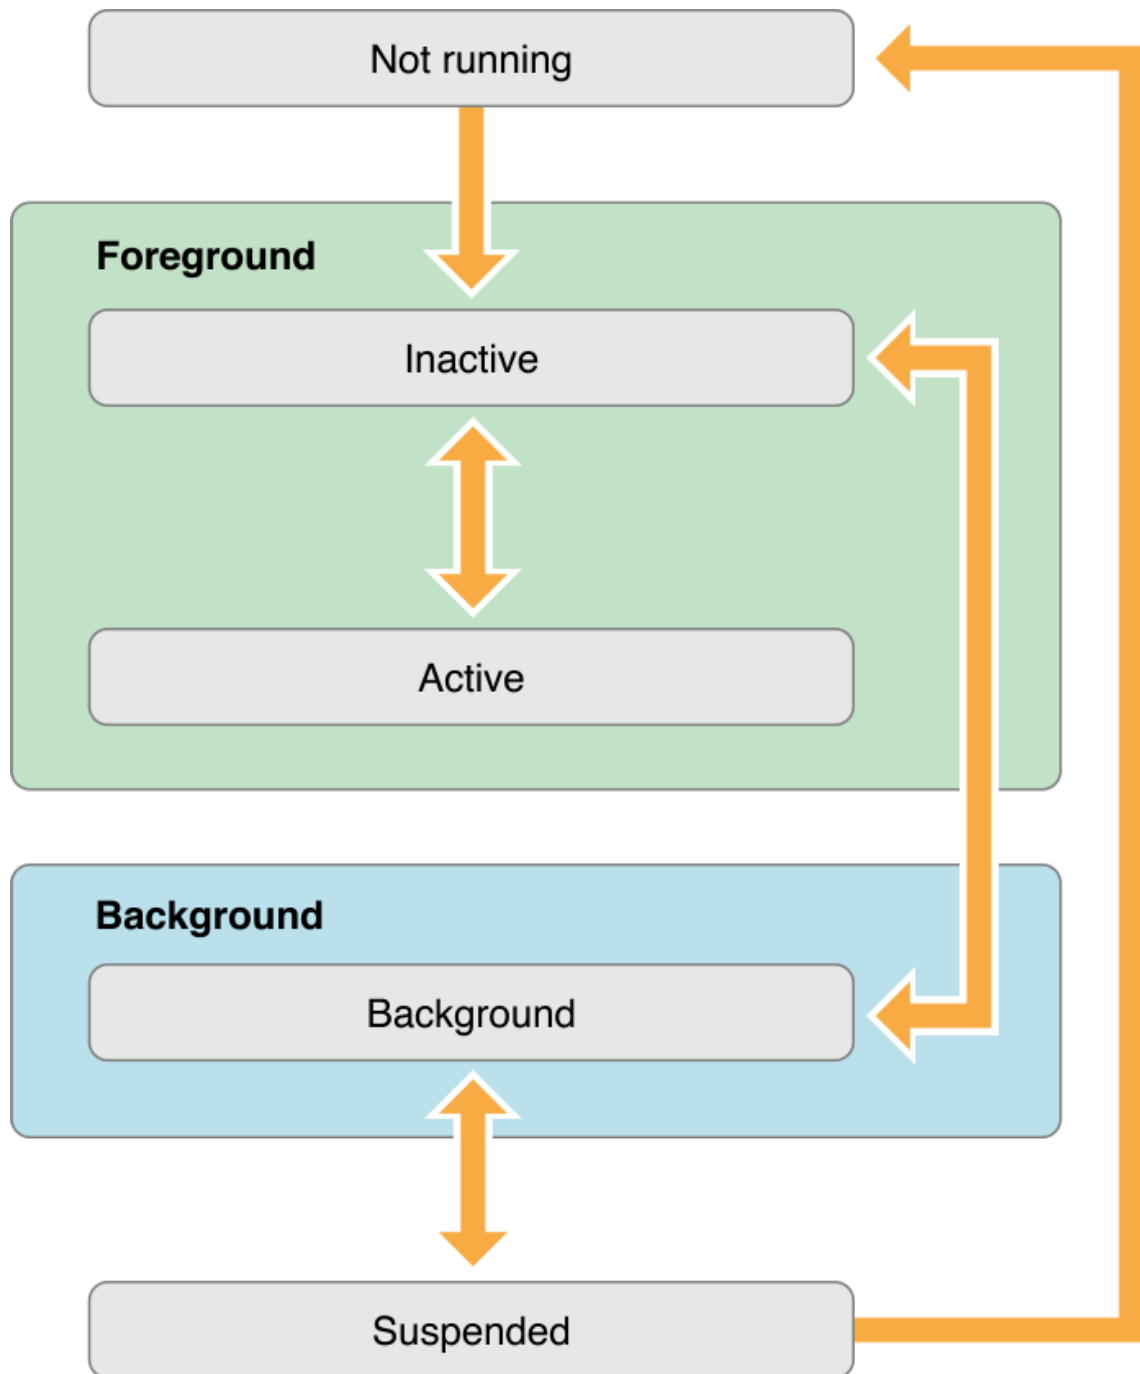 Not running
Foreground
Inactive
Active
Background
Background
Suspended